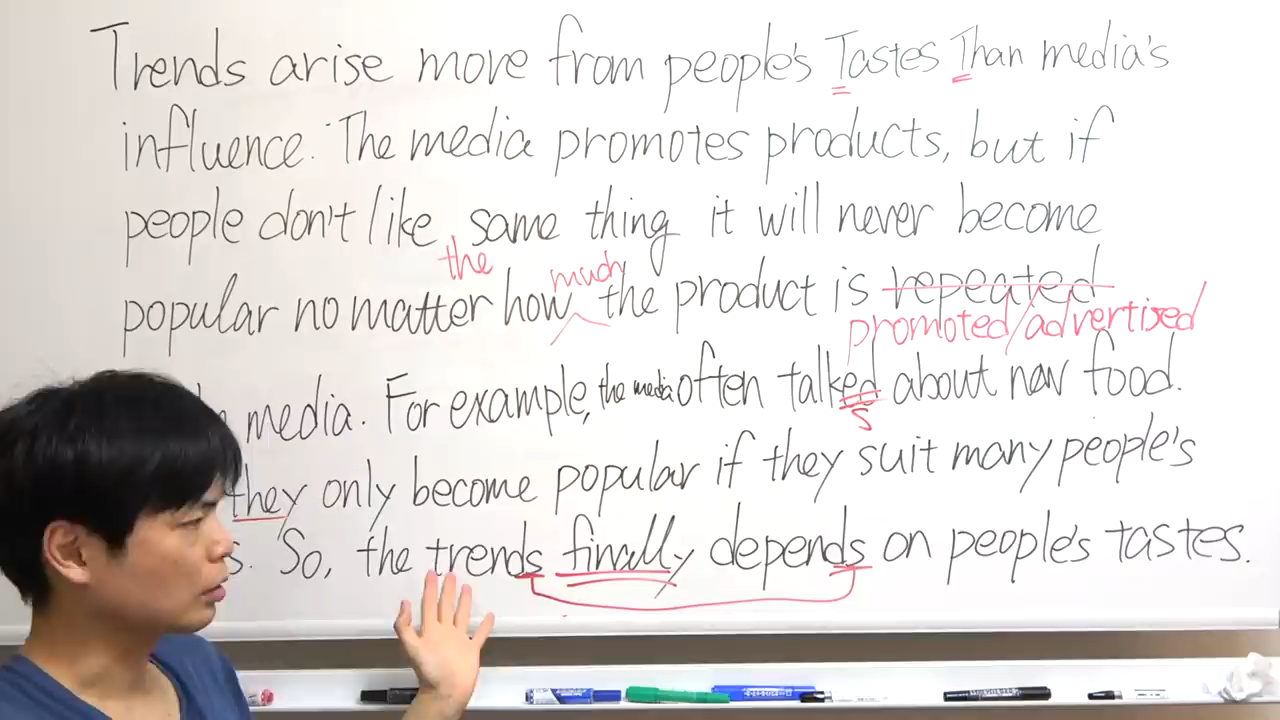 Trends arise more from people's Tastes Than media's
influence. The media promotes products, but if
people don't like same thing it will never become
the much
popular no matter how the product is repeated
promoted/advertised
media. For example, the media often talked about new food.
s
they only become popular if they suit many people's
s. So, the trends finally depends on people's tastes.